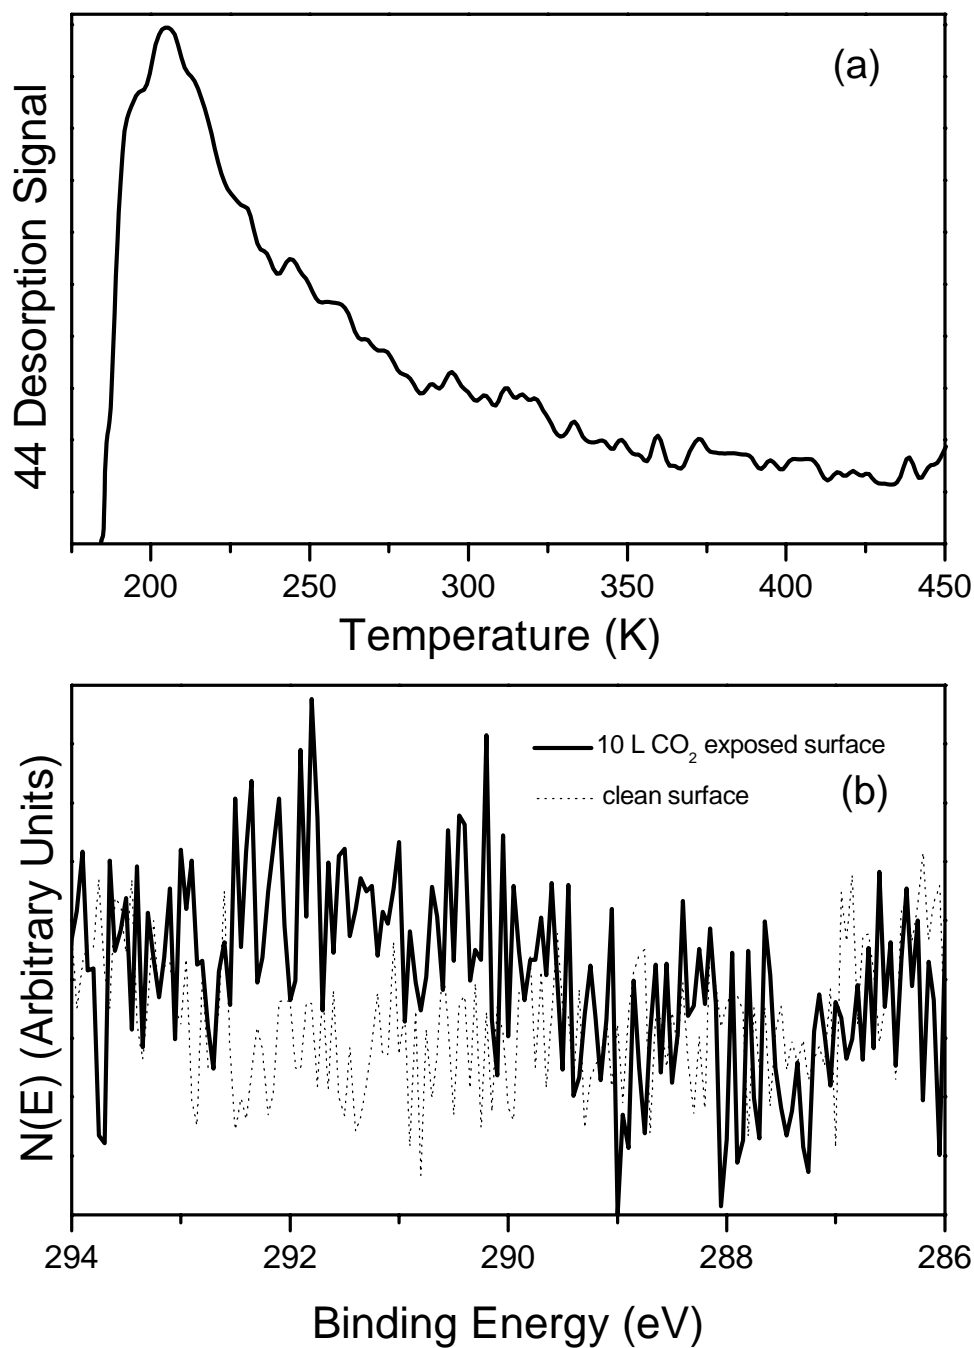 (a)
44 Desorption Signal
200 250 300 350 400 450
Temperature (K)
10 L CO₂ exposed surface
clean surface
(b)
N(E) (Arbitrary Units)
294 292 290 288 286
Binding Energy (eV)